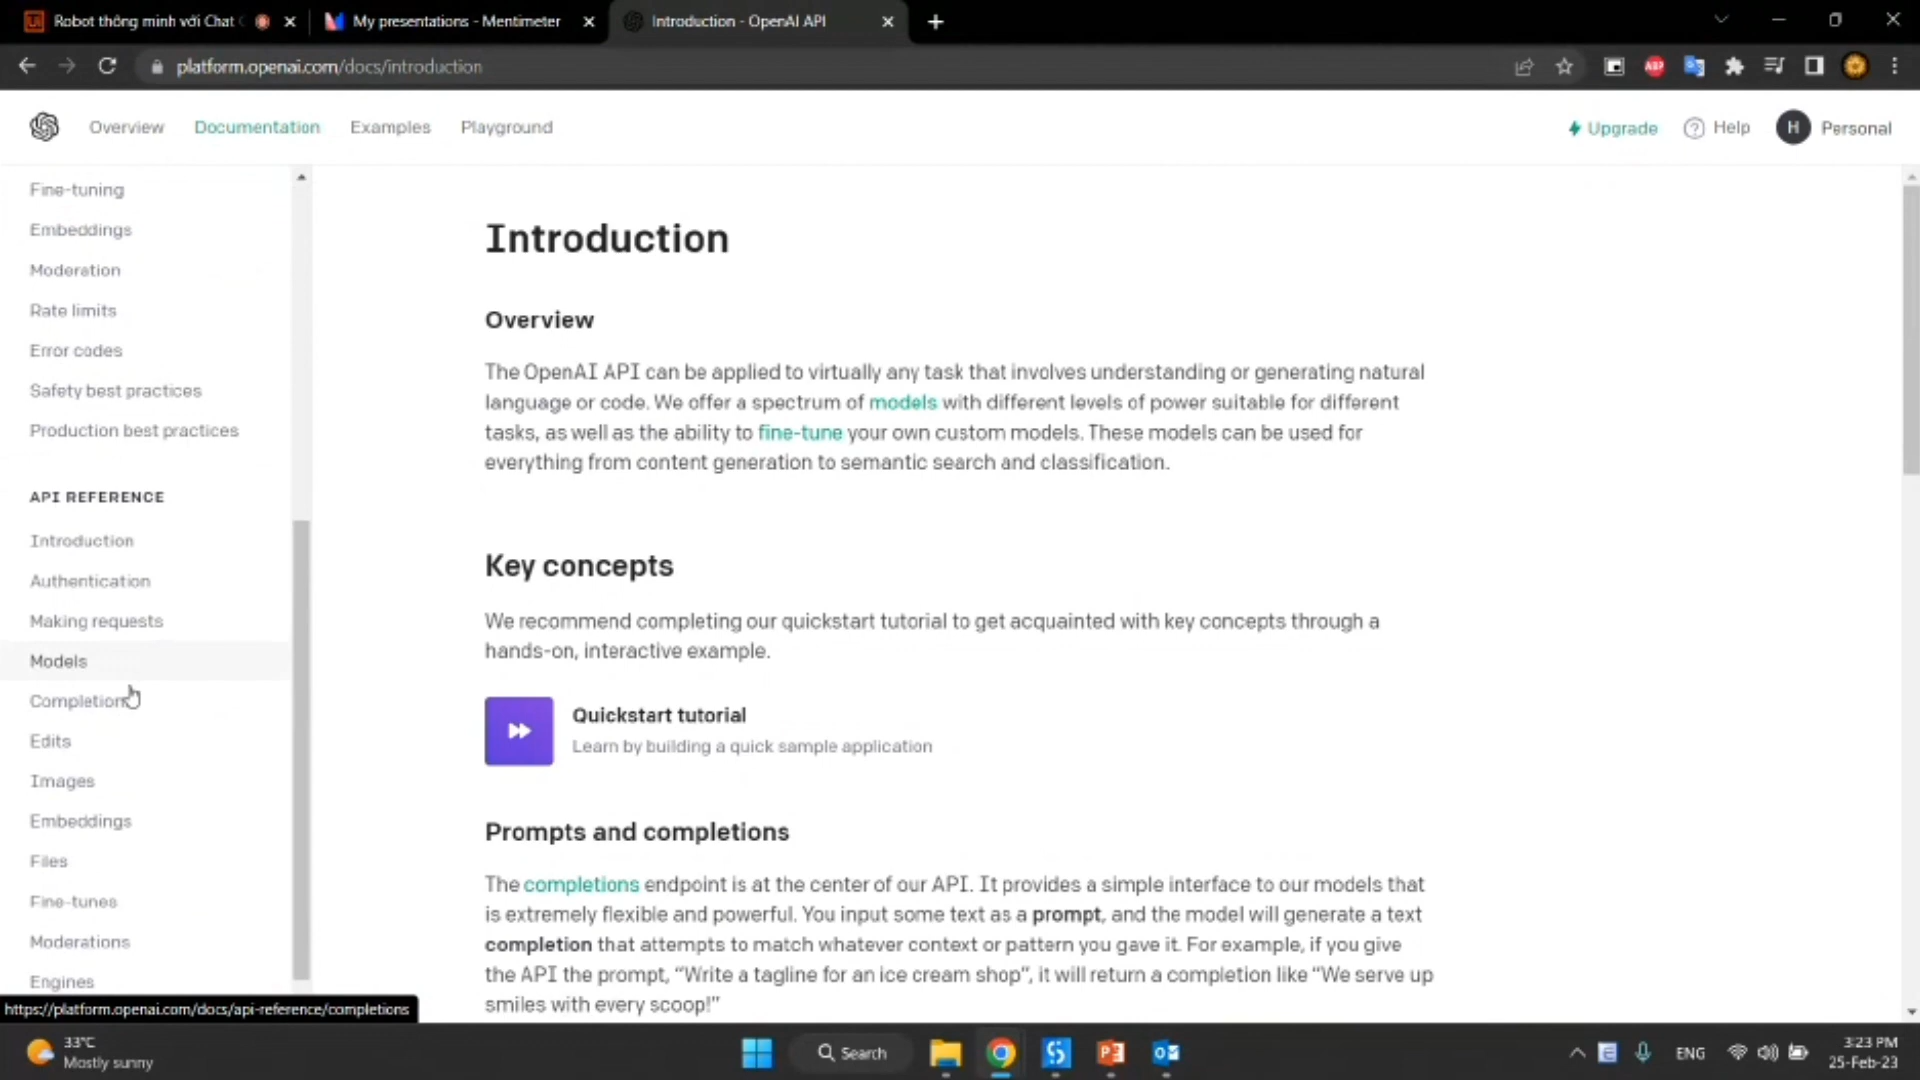 Robot thông minh với Chat
My presentations - Mentimeter
Introduction - OpenAI API
platform.openai.com/docs/introduction
ABP
Overview
Documentation
Examples
Playground
Upgrade
Help
H
Personal
Fine-tuning
Embeddings
Moderation
Rate limits
Error codes
Safety best practices
Production best practices
API REFERENCE
Introduction
Authentication
Making requests
Models
Completion
Edits
Images
Embeddings
Files
Fine-tunes
Moderations
Engines
https://platform.openai.com/docs/api-reference/completions
Introduction
Overview
The OpenAI API can be applied to virtually any task that involves understanding or generating natural
language or code. We offer a spectrum of models with different levels of power suitable for different
tasks, as well as the ability to fine-tune your own custom models. These models can be used for
everything from content generation to semantic search and classification.
Key concepts
We recommend completing our quickstart tutorial to get acquainted with key concepts through a
hands-on, interactive example.
Quickstart tutorial
Learn by building a quick sample application
Prompts and completions
The completions endpoint is at the center of our API. It provides a simple interface to our models that
is extremely flexible and powerful. You input some text as a prompt, and the model will generate a text
completion that attempts to match whatever context or pattern you gave it. For example, if you give
the API the prompt, “Write a tagline for an ice cream shop”, it will return a completion like “We serve up
smiles with every scoop!”
33°C
Mostly sunny
Search
ENG
3:23 PM
25-Feb-23